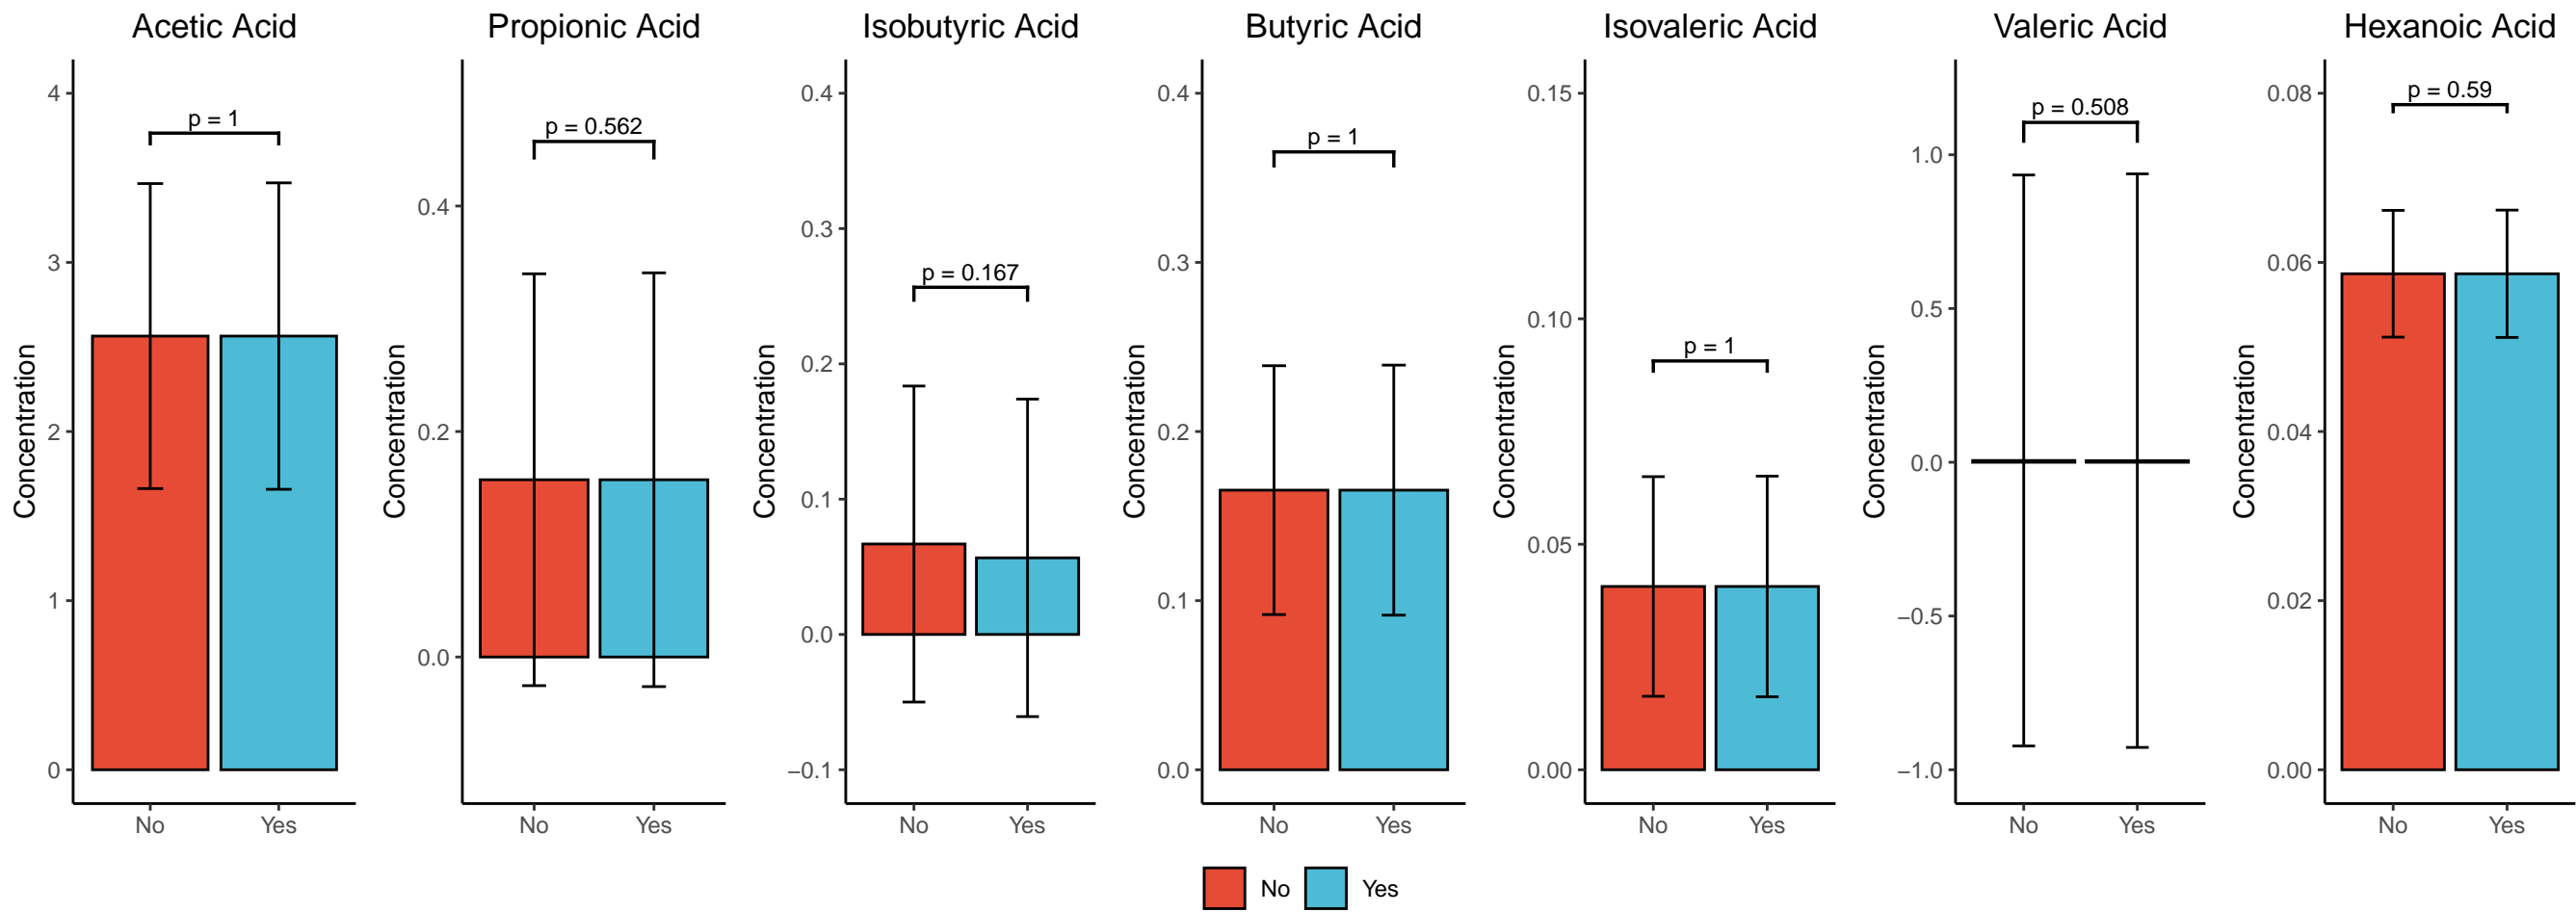 Acetic Acid
Propionic Acid
Isobutyric Acid
Butyric Acid
Isovaleric Acid
Valeric Acid
Hexanoic Acid
Concentration
4
3
2
1
0
p = 1
No
Yes
Concentration
0.4
0.2
0.0
p = 0.562
No
Yes
Concentration
0.4
0.3
0.2
0.1
0.0
−0.1
p = 0.167
No
Yes
Concentration
0.4
0.3
0.2
0.1
0.0
p = 1
No
Yes
Concentration
0.15
0.10
0.05
0.00
p = 1
No
Yes
Concentration
1.0
0.5
0.0
−0.5
−1.0
p = 0.508
No
Yes
Concentration
0.08
0.06
0.04
0.02
0.00
p = 0.59
No
Yes
No
Yes